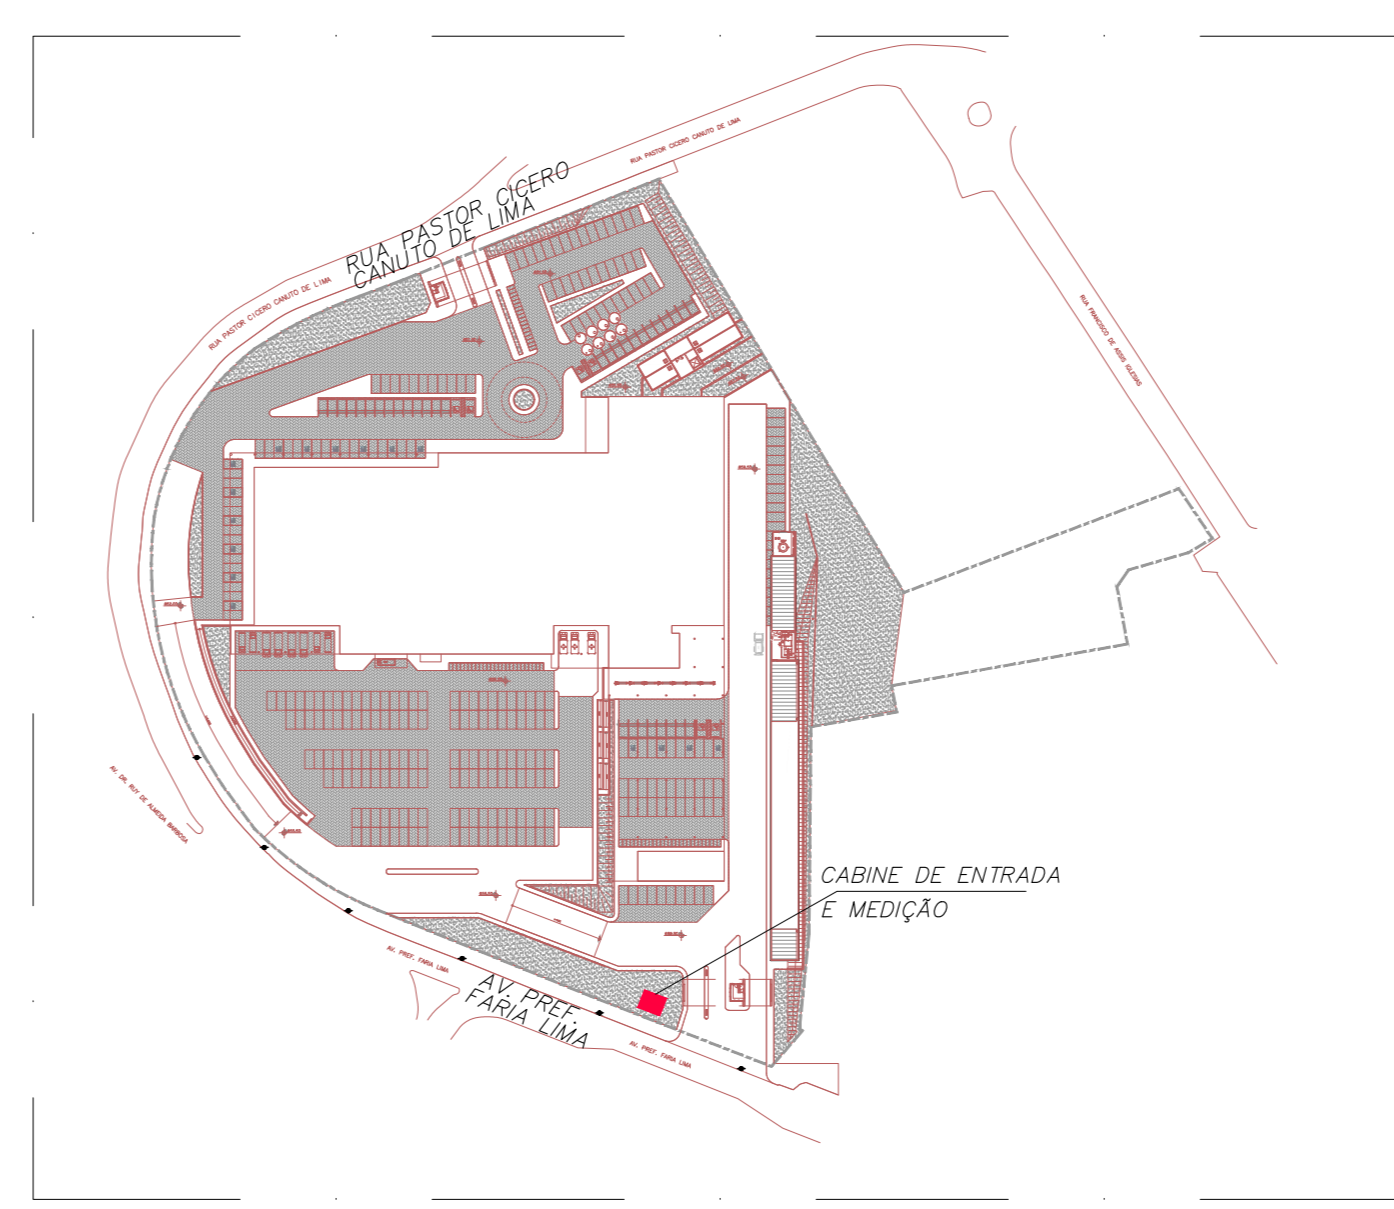 RUA PASTOR CICERO CANUTO DE LIMA
RUA PASTOR CICERO
CANUTO DE LIMA
RUA PASTOR CICERO CANUTO DE LIMA
RUA FRANCISCO DE ASSIS IGLESIAS
AV. DR. RUY DE ALMEIDA BARBOSA
CABINE DE ENTRADA
E MEDIÇÃO
AV. PREF. FARIA LIMA
AV. PREF.
FARIA LIMA
AV. PREF. FARIA LIMA